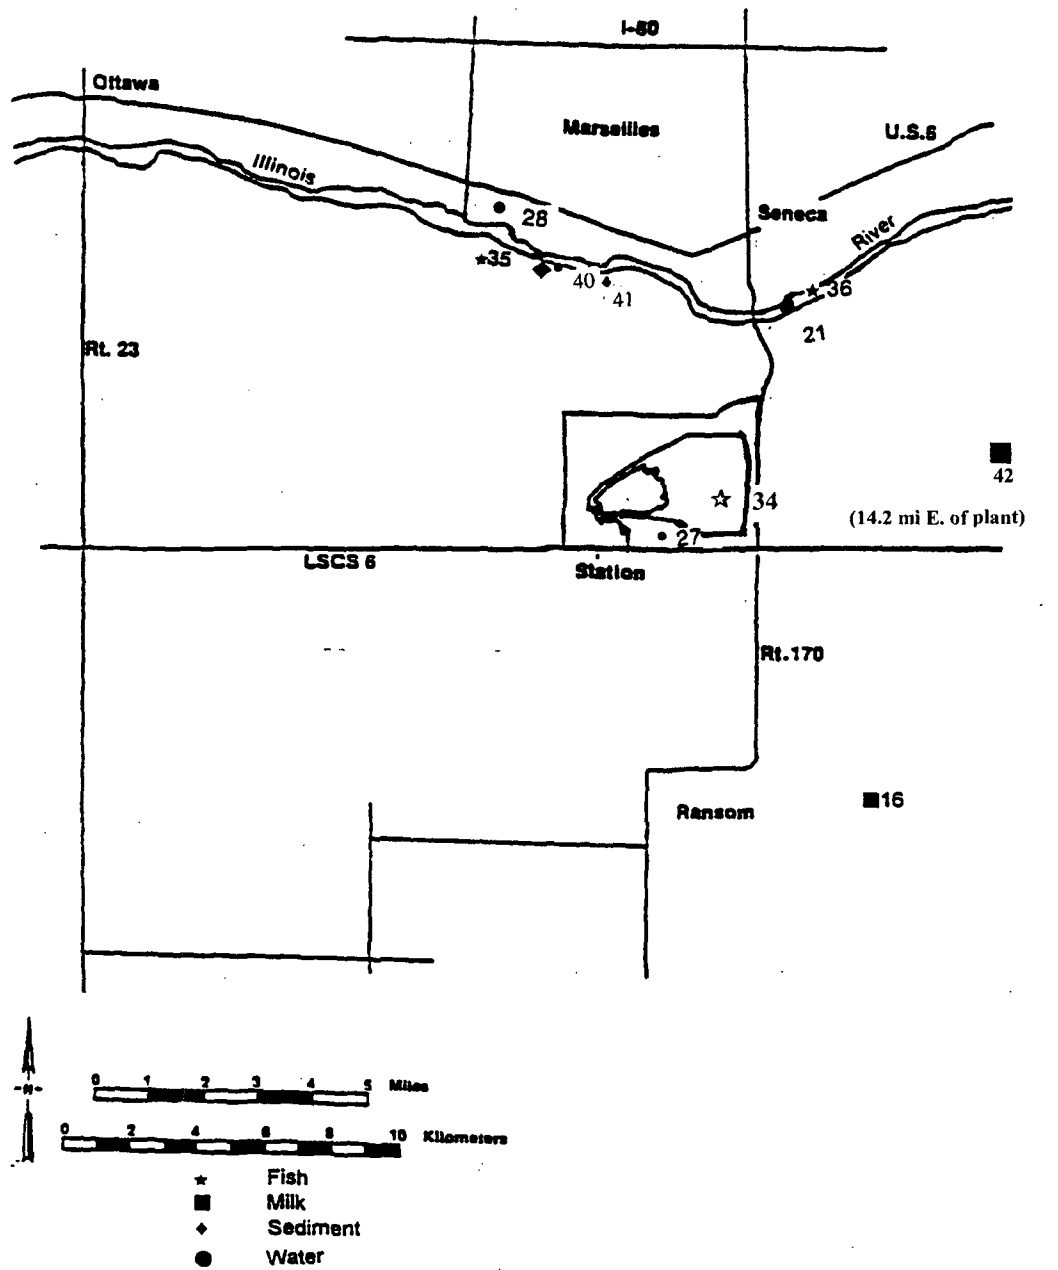 I-80
Ottawa
Marseilles
U.S.6
Illinois
28
Seneca
River
35
40
41
36
21
Rt. 23
42
34
(14.2 mi E. of plant)
27
LSCS 6
Station
Rt.170
16
Ransom
-N-
0 1 2 3 4 5 Miles
0 2 4 6 8 10 Kilometers
Fish
Milk
Sediment
Water